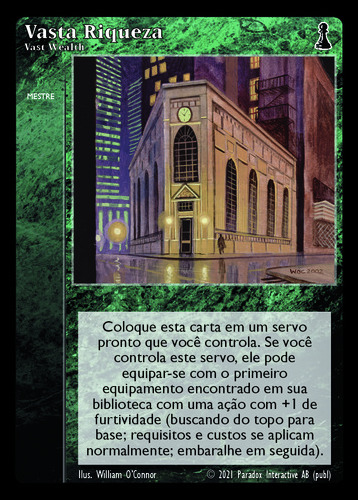 Vasta Riqueza
Vast Wealth
MESTRE
WOC 2002
Coloque esta carta em um servo
pronto que você controla. Se você
controla este servo, ele pode
equipar-se com o primeiro
equipamento encontrado em sua
biblioteca com uma ação com +1 de
furtividade (buscando do topo para
base; requisitos e custos se aplicam
normalmente; embaralhe em seguida).
Ilus. William O'Connor © 2021 Paradox Interactive AB (publ)